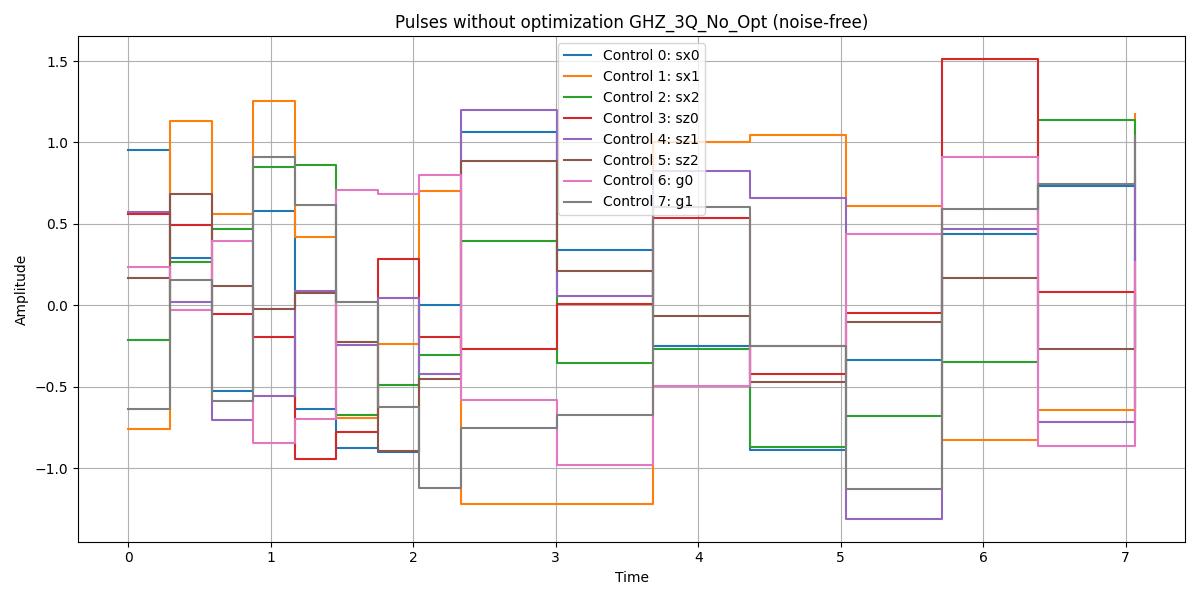 Pulses without optimization GHZ_3Q_No_Opt (noise-free)
Control 0: sx0
Control 1: sx1
Control 2: sx2
Control 3: sz0
Control 4: sz1
Control 5: sz2
Control 6: g0
Control 7: g1
1.5
1.0
0.5
0.0
−0.5
−1.0
Amplitude
0 1 2 3 4 5 6 7
Time